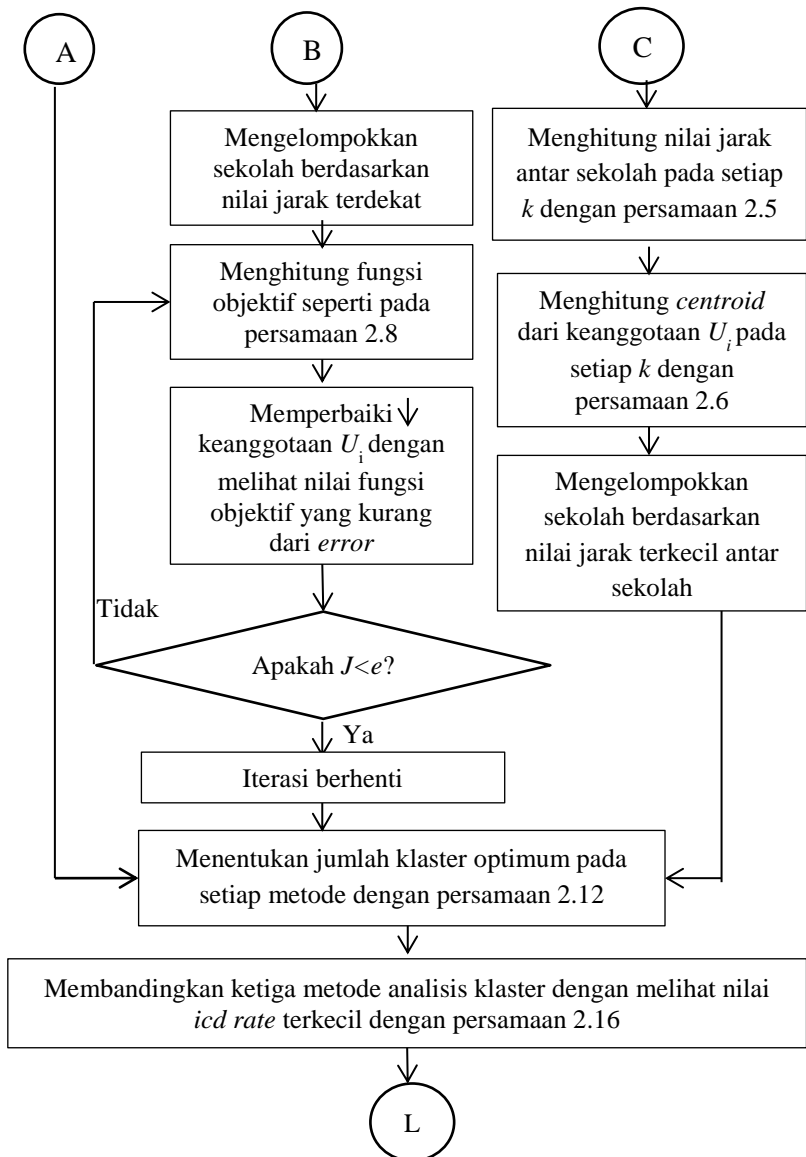 A
B
C
Mengelompokkan
sekolah berdasarkan
nilai jarak terdekat
Menghitung fungsi
objektif seperti pada
persamaan 2.8
Memperbaiki
keanggotaan U_i dengan
melihat nilai fungsi
objektif yang kurang
dari error
Tidak
Apakah J<e?
Ya
Iterasi berhenti
Menghitung nilai jarak
antar sekolah pada setiap
k dengan persamaan 2.5
Menghitung centroid
dari keanggotaan U_i pada
setiap k dengan
persamaan 2.6
Mengelompokkan
sekolah berdasarkan
nilai jarak terkecil antar
sekolah
Menentukan jumlah klaster optimum pada
setiap metode dengan persamaan 2.12
Membandingkan ketiga metode analisis klaster dengan melihat nilai
icd rate terkecil dengan persamaan 2.16
L